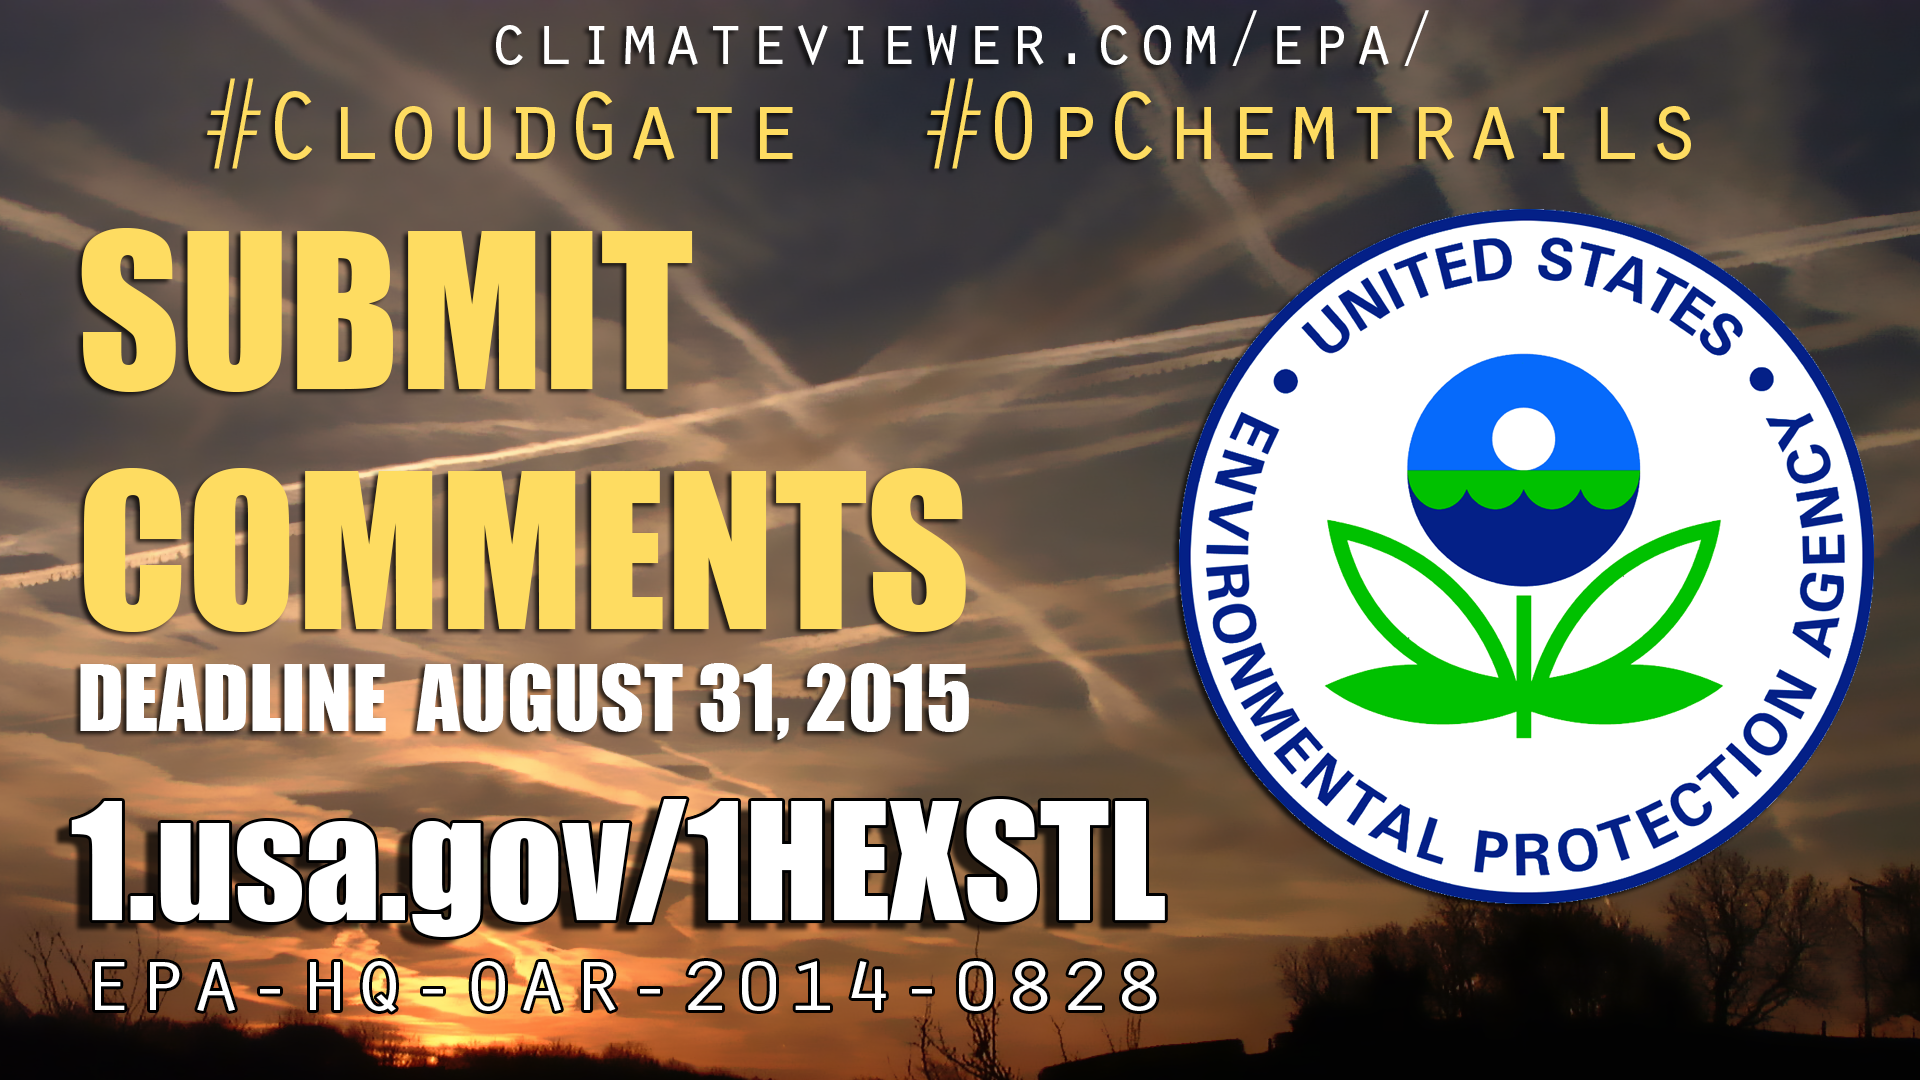 climateviewer.com/epa/
#CloudGate #OpChemtrails
SUBMIT
COMMENTS
DEADLINE AUGUST 31, 2015
1.usa.gov/1HEXSTL
EPA-HQ-OAR-2014-0828
UNITED STATES
ENVIRONMENTAL PROTECTION AGENCY